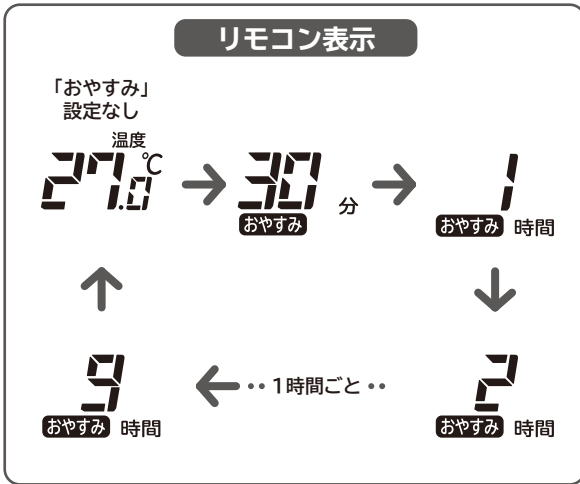 リモコン表示
「おやすみ」
設定なし
温度
27.0℃
30
おやすみ 分
1
おやすみ 時間
2
おやすみ 時間
‥1時間ごと‥
9
おやすみ 時間